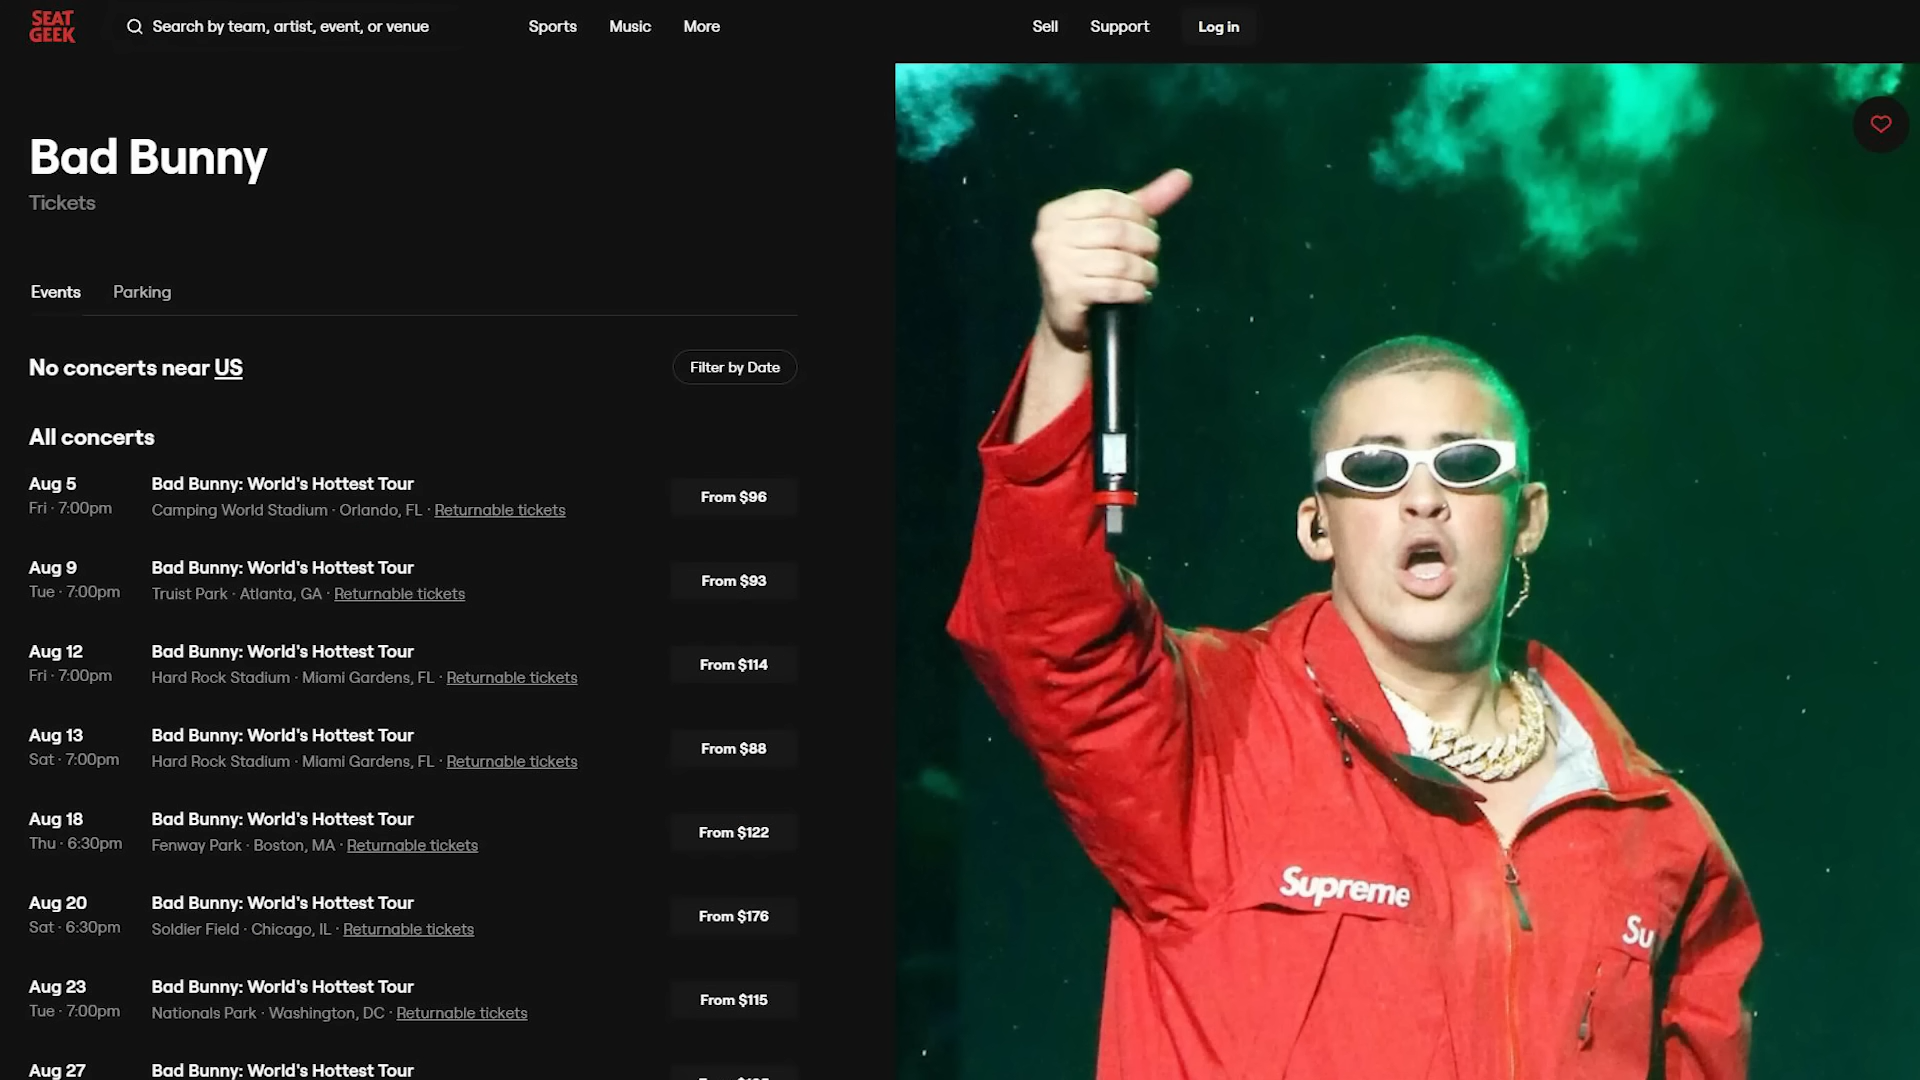 SEAT
GEEK
Search by team, artist, event, or venue
Sports
Music
More
Sell
Support
Log in
Bad Bunny
Tickets
Events
Parking
No concerts near US
Filter by Date
All concerts
Aug 5
Bad Bunny: World's Hottest Tour
Fri · 7:00pm
Camping World Stadium · Orlando, FL · Returnable tickets
From $96
Aug 9
Bad Bunny: World's Hottest Tour
Tue · 7:00pm
Truist Park · Atlanta, GA · Returnable tickets
From $93
Aug 12
Bad Bunny: World's Hottest Tour
Fri · 7:00pm
Hard Rock Stadium · Miami Gardens, FL · Returnable tickets
From $114
Aug 13
Bad Bunny: World's Hottest Tour
Sat · 7:00pm
Hard Rock Stadium · Miami Gardens, FL · Returnable tickets
From $88
Aug 18
Bad Bunny: World's Hottest Tour
Thu · 6:30pm
Fenway Park · Boston, MA · Returnable tickets
From $122
Aug 20
Bad Bunny: World's Hottest Tour
Sat · 6:30pm
Soldier Field · Chicago, IL · Returnable tickets
From $176
Aug 23
Bad Bunny: World's Hottest Tour
Tue · 7:00pm
Nationals Park · Washington, DC · Returnable tickets
From $115
Aug 27
Bad Bunny: World's Hottest Tour
Supreme
Su